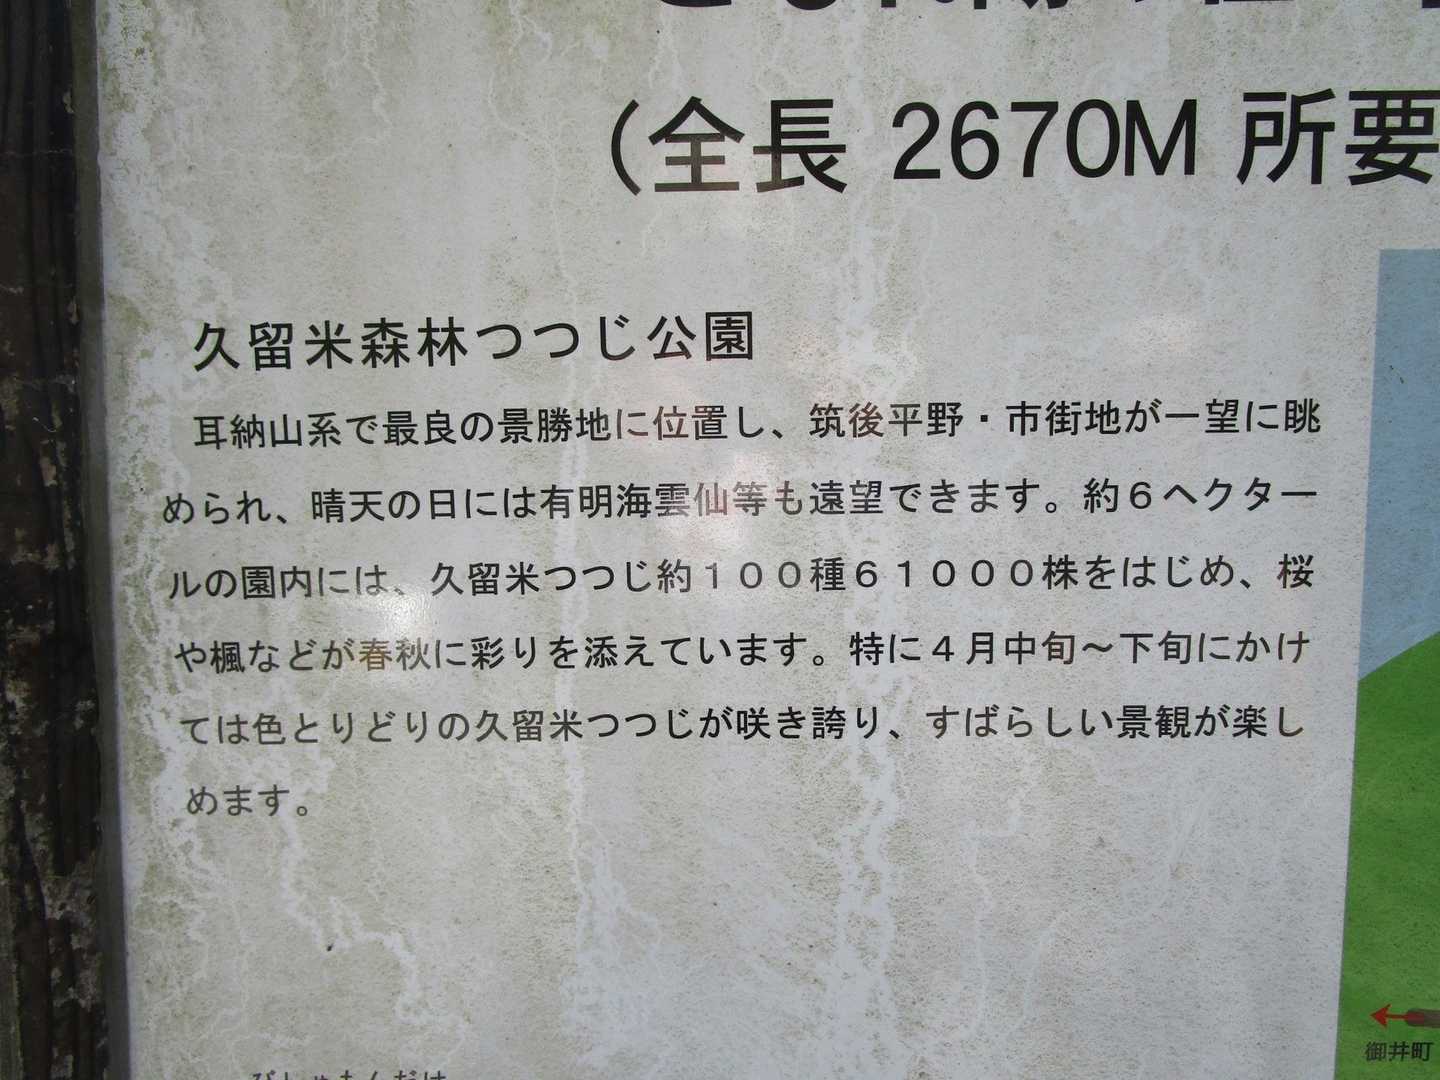 （全長 2670M 所要
久留米森林つつじ公園
耳納山系で最良の景勝地に位置し、筑後平野・市街地が一望に眺
められ、晴天の日には有明海雲仙等も遠望できます。約６ヘクター
ルの園内には、久留米つつじ約１００種６１０００株をはじめ、桜
や楓などが春秋に彩りを添えています。特に４月中旬～下旬にかけ
ては色とりどりの久留米つつじが咲き誇り、すばらしい景観が楽し
めます。
御井町